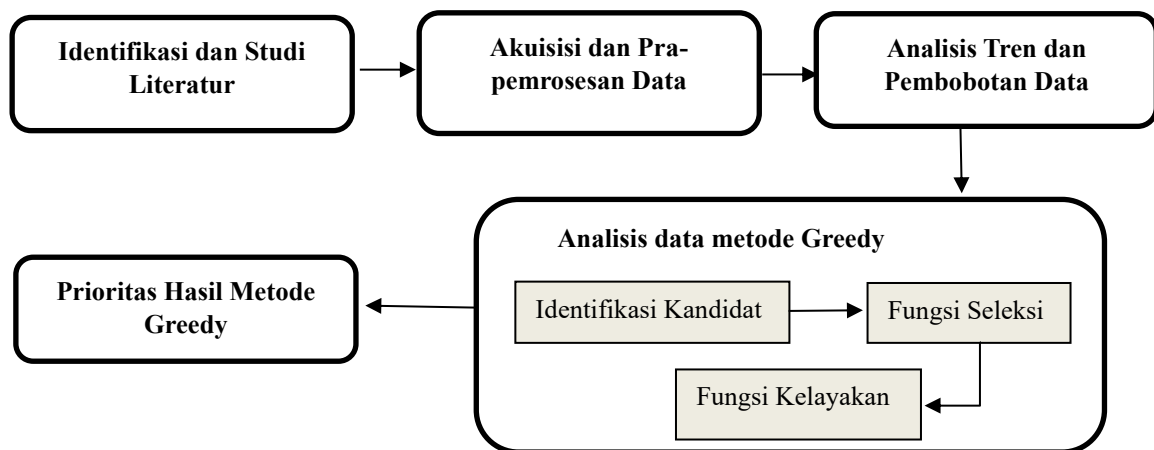 Identifikasi dan Studi
Literatur
Akuisisi dan Pra-
pemrosesan Data
Analisis Tren dan
Pembobotan Data
Analisis data metode Greedy
Identifikasi Kandidat
Fungsi Seleksi
Fungsi Kelayakan
Prioritas Hasil Metode
Greedy